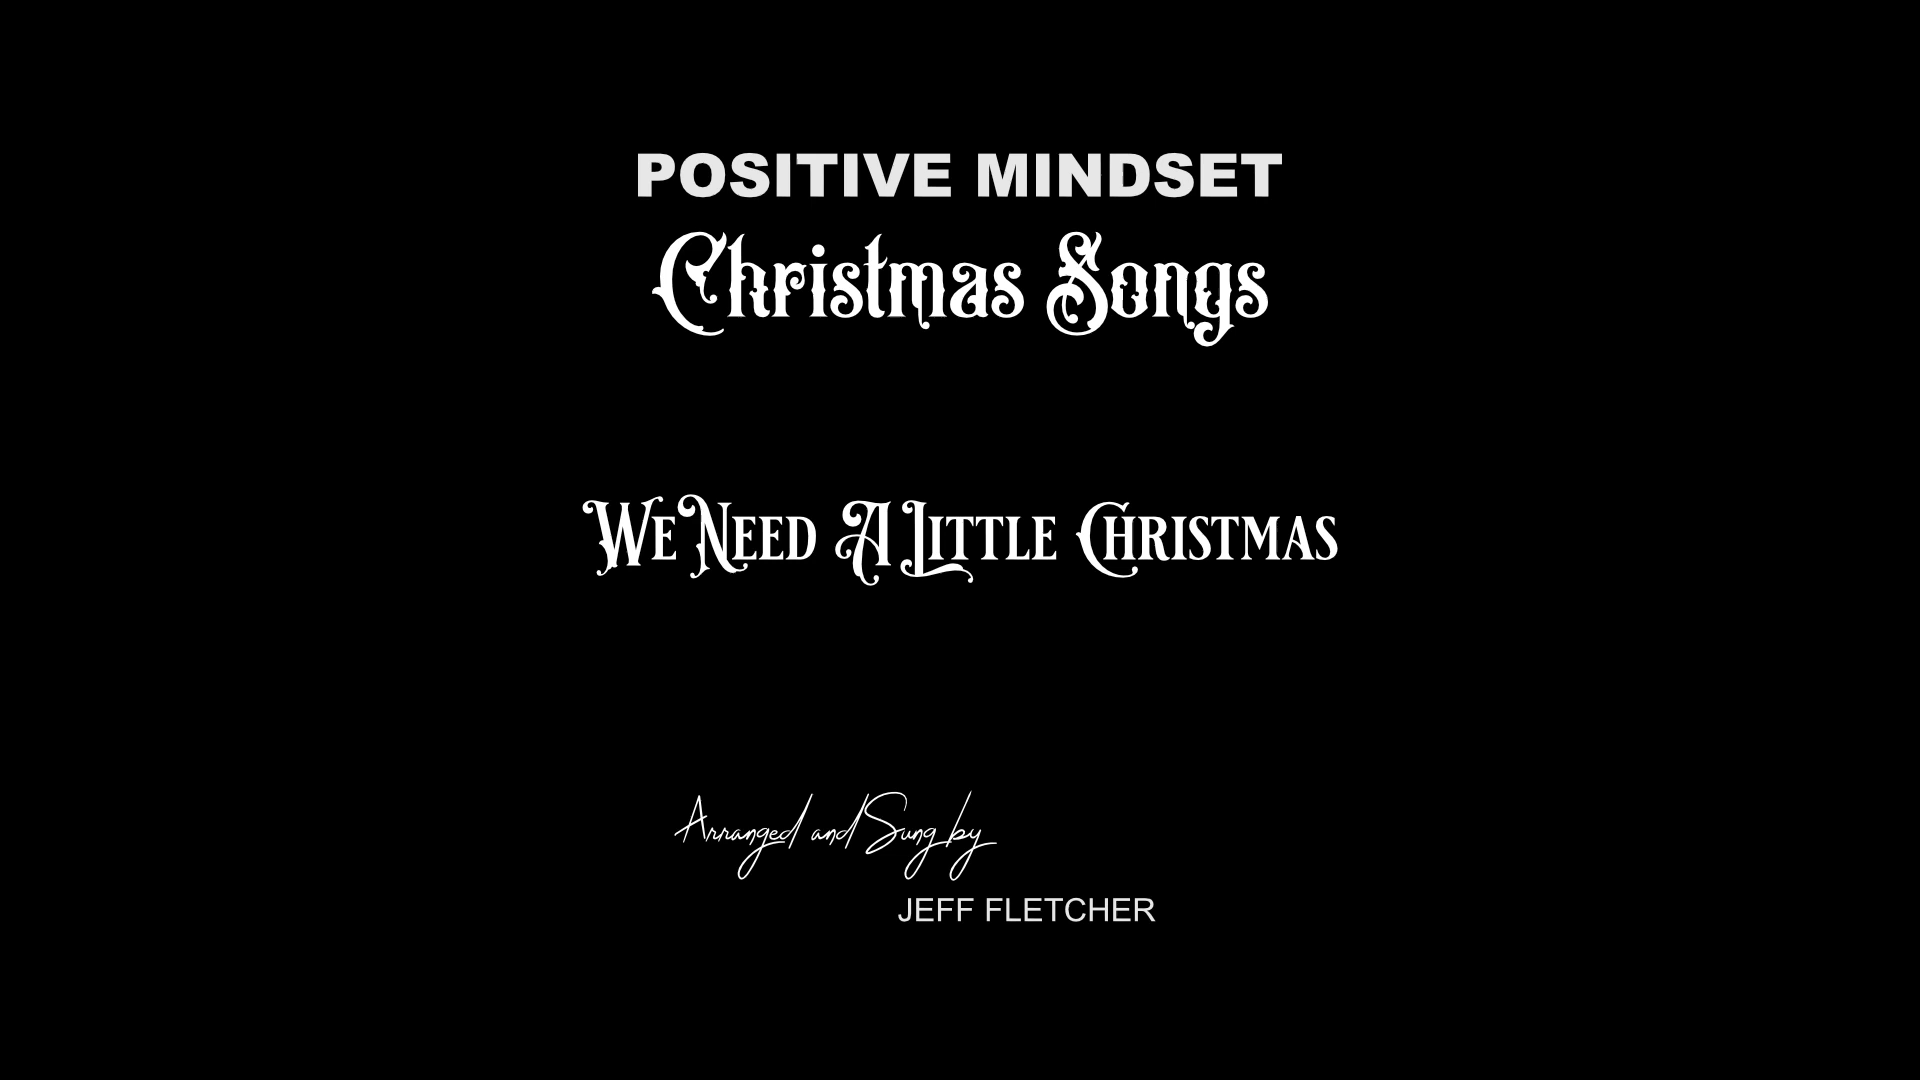 POSITIVE MINDSET
Christmas Songs
We Need A Little Christmas
Arranged and Sung by
JEFF FLETCHER